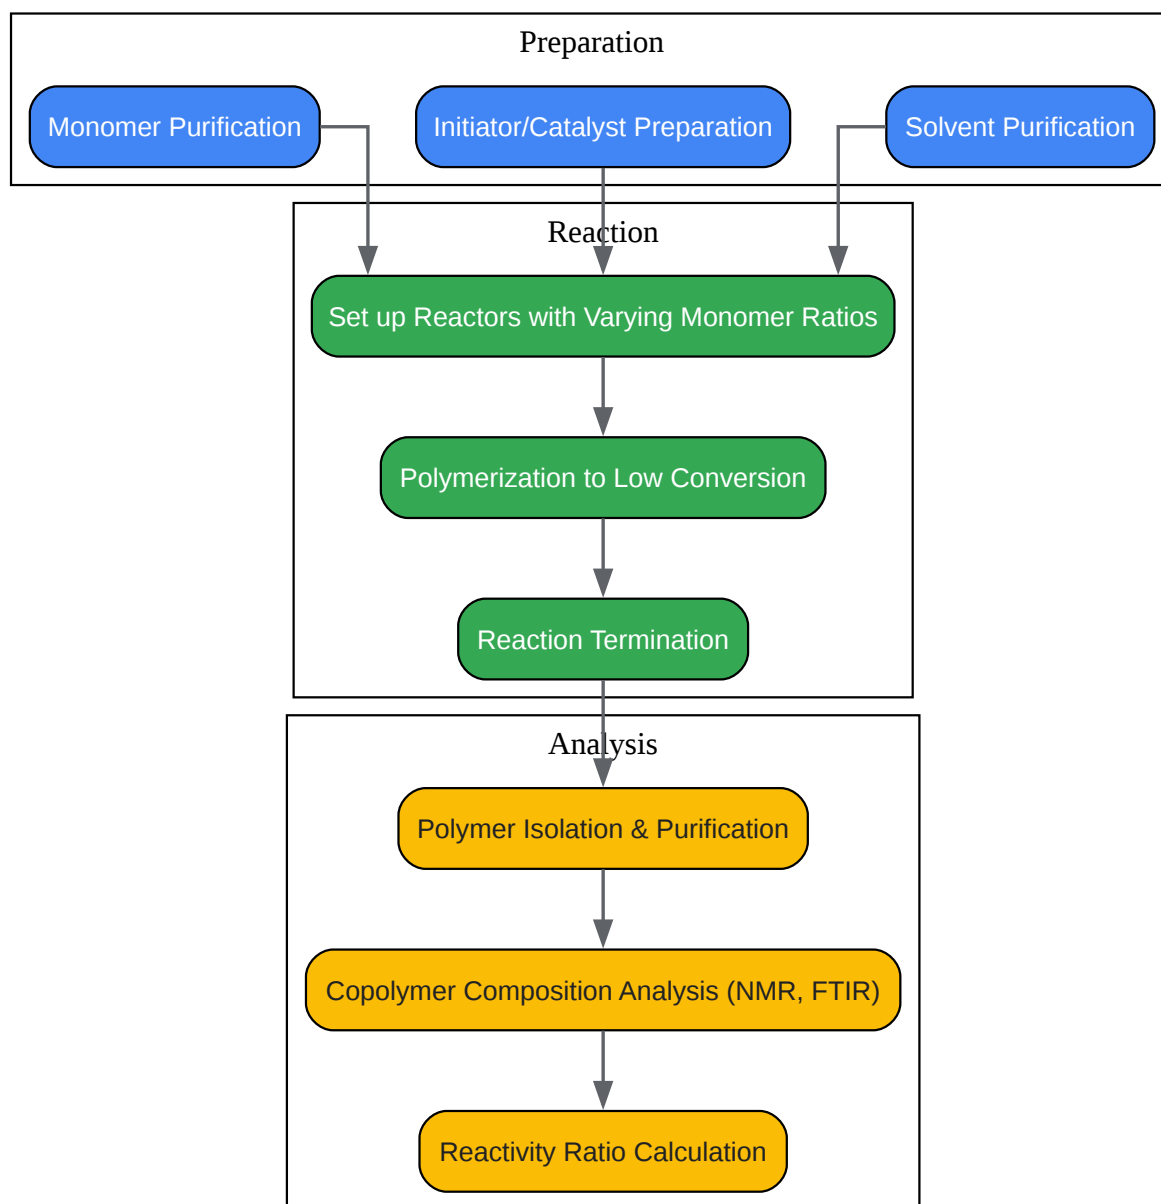 Preparation
Monomer Purification
Initiator/Catalyst Preparation
Solvent Purification
Reaction
Set up Reactors with Varying Monomer Ratios
Polymerization to Low Conversion
Reaction Termination
Analysis
Polymer Isolation & Purification
Copolymer Composition Analysis (NMR, FTIR)
Reactivity Ratio Calculation